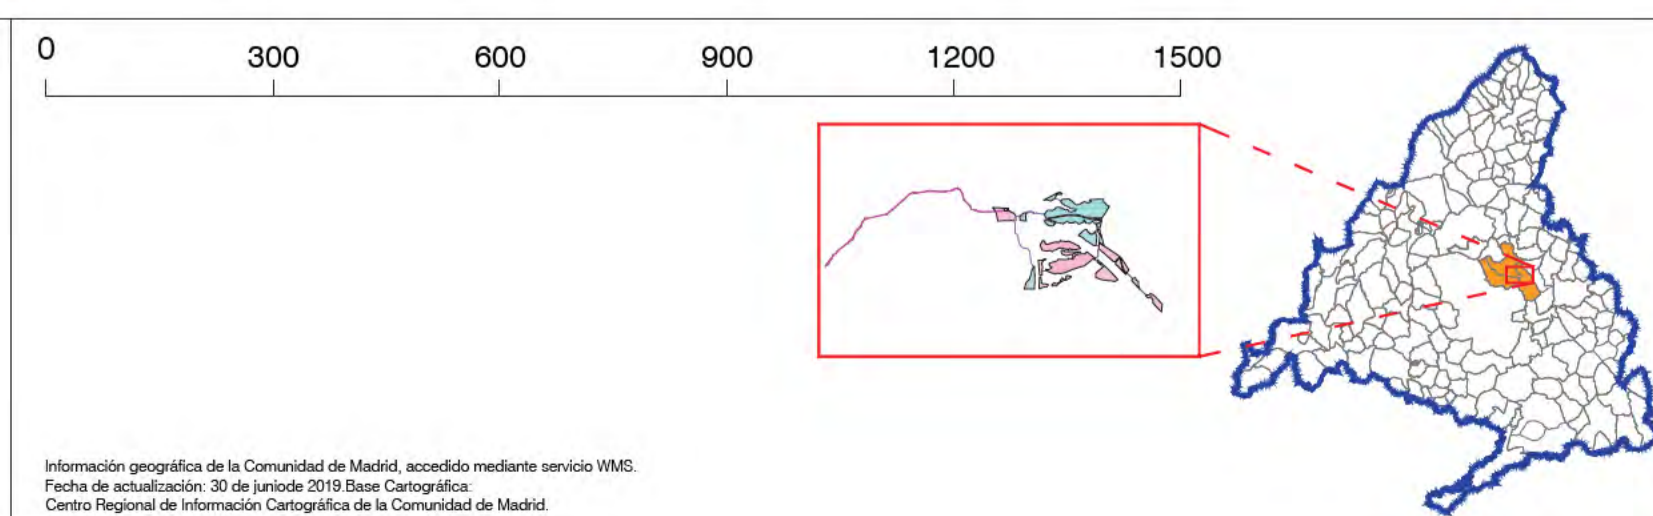 0 300 600 900 1200 1500
Información geográfica de la Comunidad de Madrid, accedido mediante servicio WMS.
Fecha de actualización: 30 de juniode 2019.Base Cartográfica:
Centro Regional de Información Cartográfica de la Comunidad de Madrid.